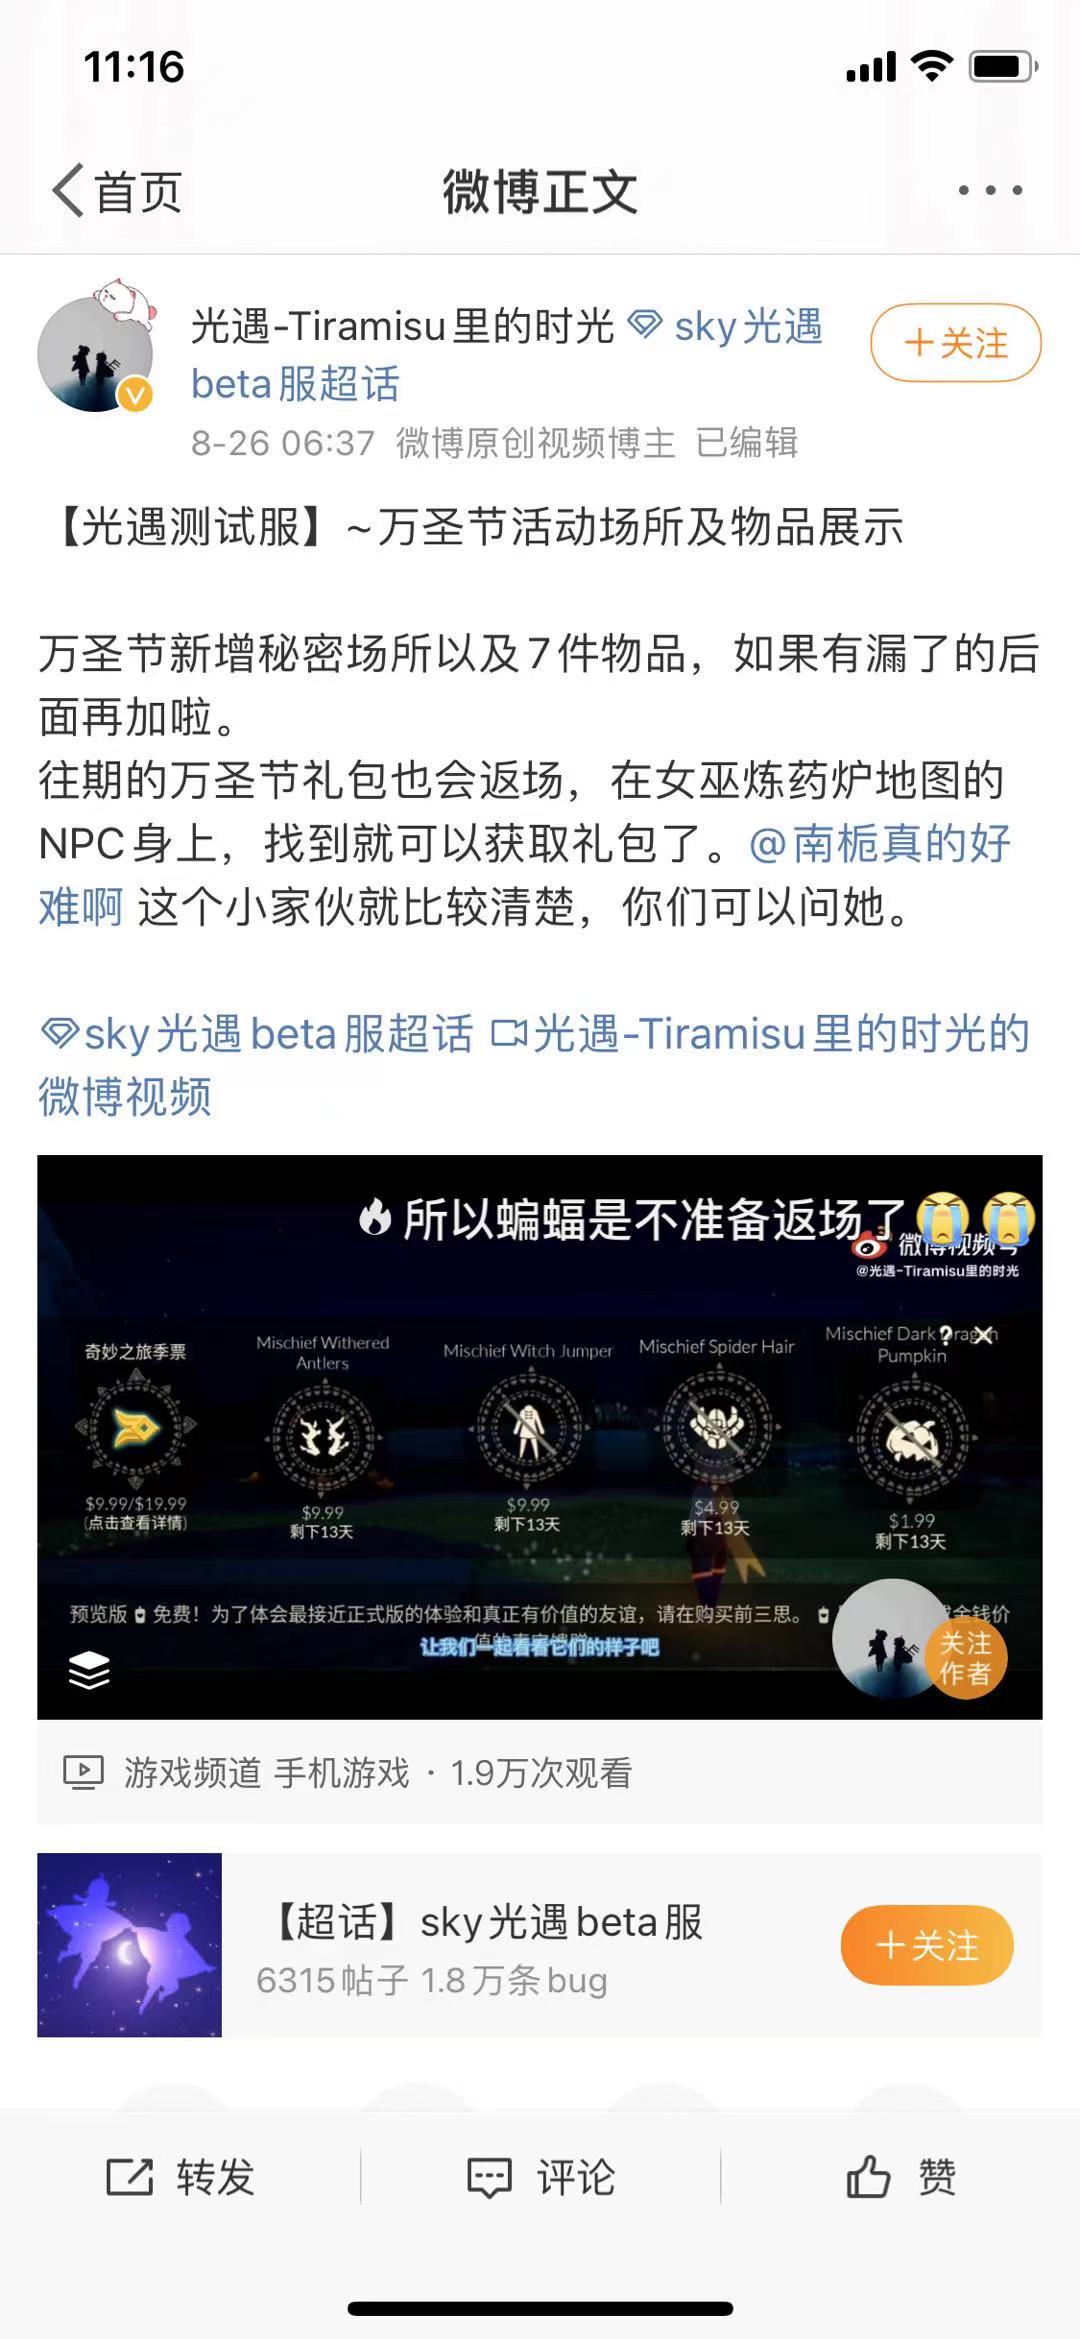 11:16
首页
微博正文
光遇-Tiramisu里的时光 sky光遇
beta服超话
+关注
8-26 06:37 微博原创视频博主 已编辑
【光遇测试服】~万圣节活动场所及物品展示
万圣节新增秘密场所以及7件物品，如果有漏了的后
面再加啦。
往期的万圣节礼包也会返场，在女巫炼药炉地图的
NPC身上，找到就可以获取礼包了。@南栀真的好
难啊 这个小家伙就比较清楚，你们可以问她。
sky光遇beta服超话 光遇-Tiramisu里的时光的
微博视频
所以蝙蝠是不准备返场了😭😭
微博视频号
@光遇-Tiramisu里的时光
奇妙之旅季票
$9.99/$19.99
(点击查看详情)
Mischief Withered
Antlers
$9.99
剩下13天
Mischief Witch Jumper
$9.99
剩下13天
Mischief Spider Hair
$4.99
剩下13天
Mischief Dark Dragon
Pumpkin
$1.99
剩下13天
预览版 免费！为了体会最接近正式版的体验和真正有价值的友谊，请在购买前三思。
金钱价
让我们一起看看它们的样子吧
关注
作者
游戏频道 手机游戏 · 1.9万次观看
【超话】sky光遇beta服
6315帖子 1.8万条bug
+关注
转发
评论
赞